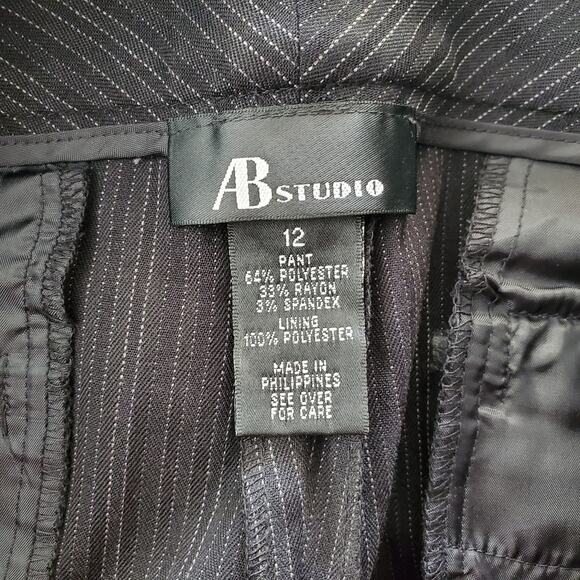 AB STUDIO
12
PANT
64% POLYESTER
33% RAYON
3% SPANDEX
LINING
100% POLYESTER
MADE IN
PHILIPPINES
SEE OVER
FOR CARE